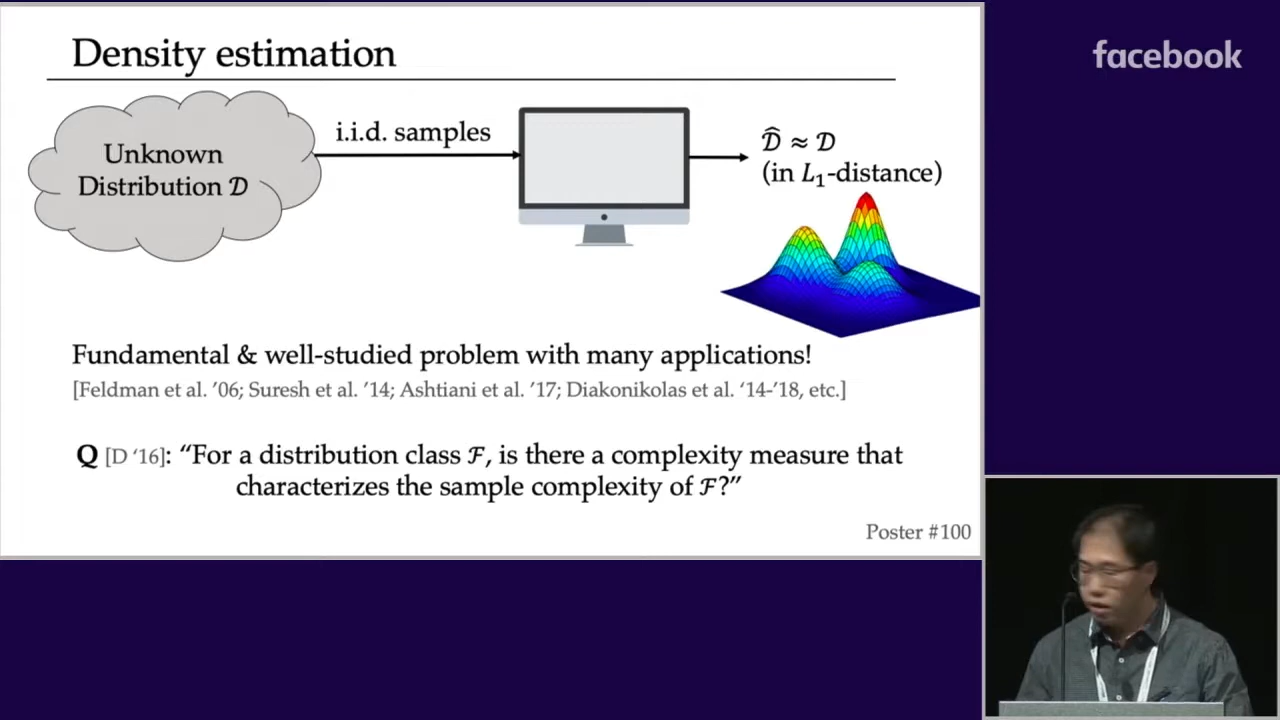 Density estimation
facebook
Unknown
Distribution 𝒟
i.i.d. samples
𝒟̂ ≈ 𝒟
(in L₁-distance)
Fundamental & well-studied problem with many applications!
[Feldman et al. ’06; Suresh et al. ’14; Ashtiani et al. ’17; Diakonikolas et al. ‘14-’18, etc.]
Q [D ‘16]: “For a distribution class ℱ, is there a complexity measure that
characterizes the sample complexity of ℱ?”
Poster #100